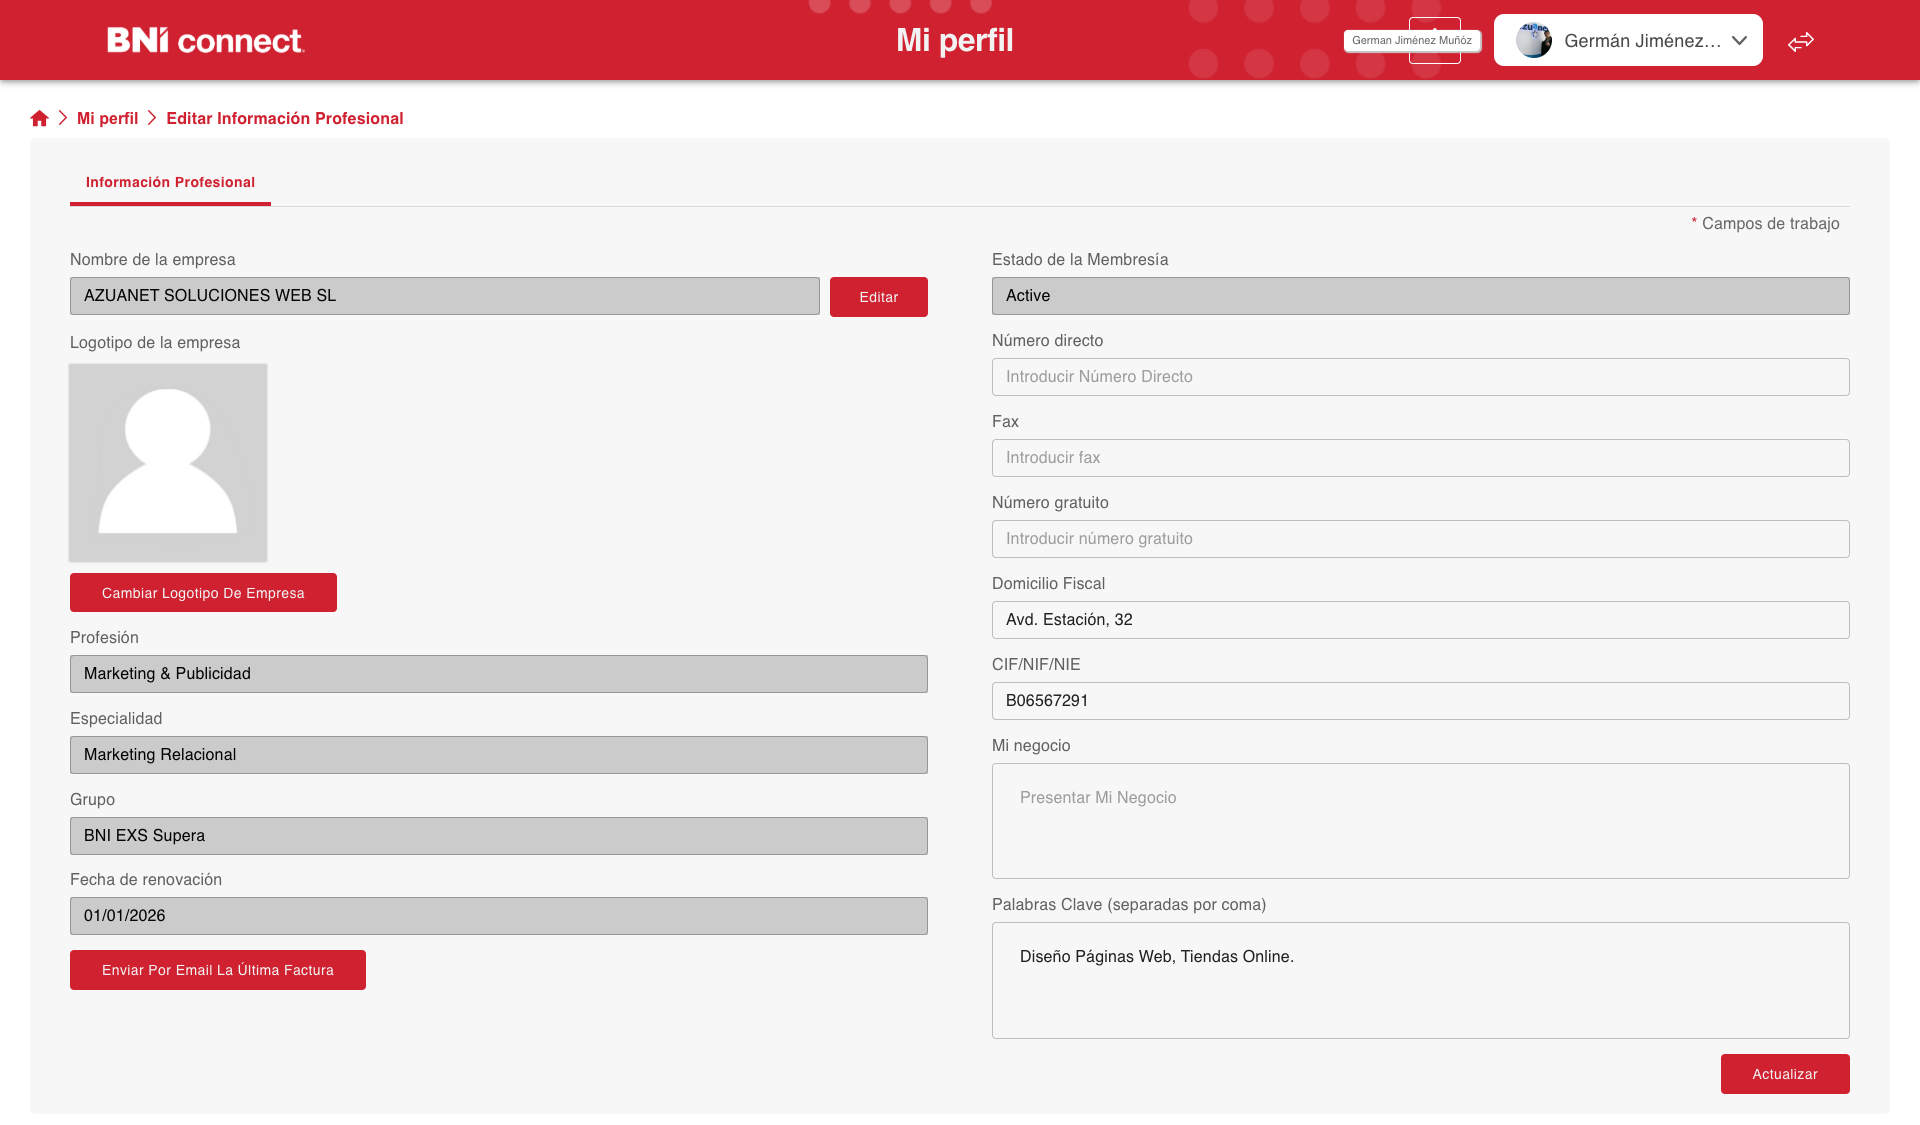 BNI connect.
Mi perfil
German Jiménez Muñóz
Germán Jiménez...
Mi perfil
Editar Información Profesional
Información Profesional
* Campos de trabajo
Nombre de la empresa
AZUANET SOLUCIONES WEB SL
Editar
Logotipo de la empresa
Cambiar Logotipo De Empresa
Profesión
Marketing & Publicidad
Especialidad
Marketing Relacional
Grupo
BNI EXS Supera
Fecha de renovación
01/01/2026
Enviar Por Email La Última Factura
Estado de la Membresía
Active
Número directo
Introducir Número Directo
Fax
Introducir fax
Número gratuito
Introducir número gratuito
Domicilio Fiscal
Avd. Estación, 32
CIF/NIF/NIE
B06567291
Mi negocio
Presentar Mi Negocio
Palabras Clave (separadas por coma)
Diseño Páginas Web, Tiendas Online.
Actualizar